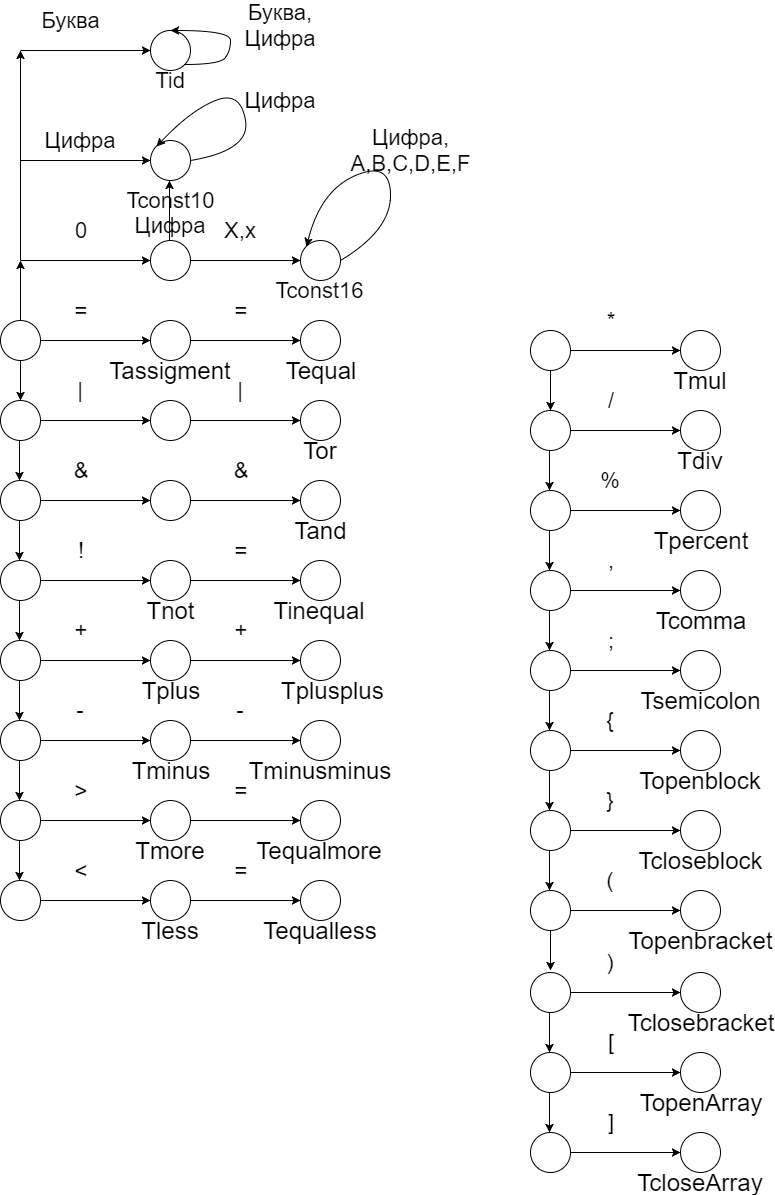 Буква
Буква,
Цифра
Tid
Цифра
Цифра
Tconst10
Цифра,
A,B,C,D,E,F
Цифра
0
X,x
Tconst16
=
=
Tassigment
Tequal
|
|
Tor
&
&
Tand
!
=
Tnot
Tinequal
+
+
Tplus
Tplusplus
-
-
Tminus
Tminusminus
>
=
Tmore
Tequalmore
<
=
Tless
Tequalless
*
Tmul
/
Tdiv
%
Tpercent
,
Tcomma
;
Tsemicolon
{
Topenblock
}
Tcloseblock
(
Topenbracket
)
Tclosebracket
[
TopenArray
]
TcloseArray